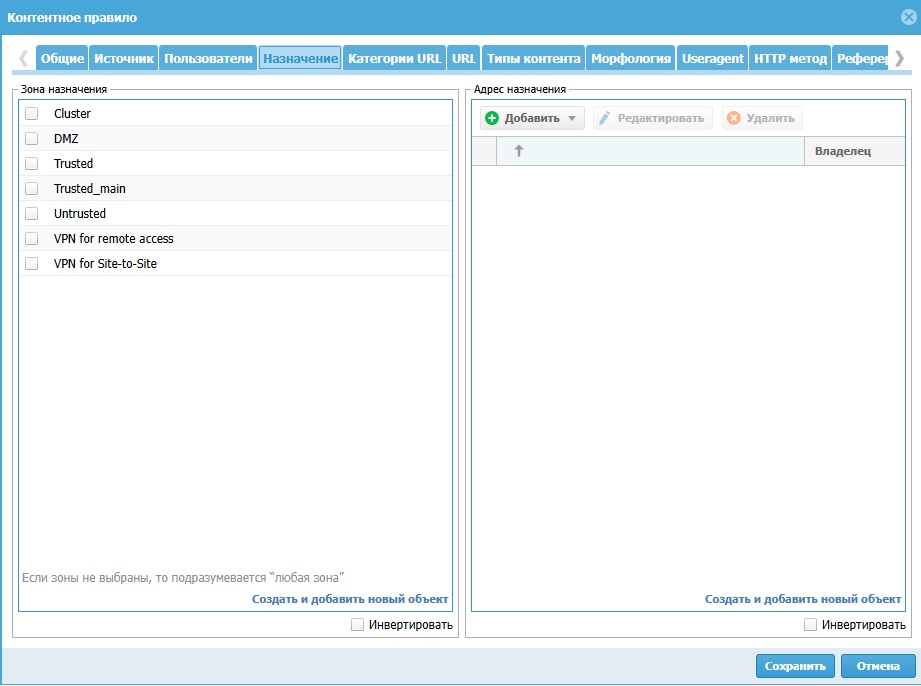 Контентное правило
Общие Источник Пользователи Назначение Категории URL URL Типы контента Морфология Useragent HTTP метод Реферер
Зона назначения
Cluster
DMZ
Trusted
Trusted_main
Untrusted
VPN for remote access
VPN for Site-to-Site
Если зоны не выбраны, то подразумевается “любая зона”
Создать и добавить новый объект
Инвертировать
Адрес назначения
Добавить Редактировать Удалить
Владелец
Создать и добавить новый объект
Инвертировать
Сохранить Отмена